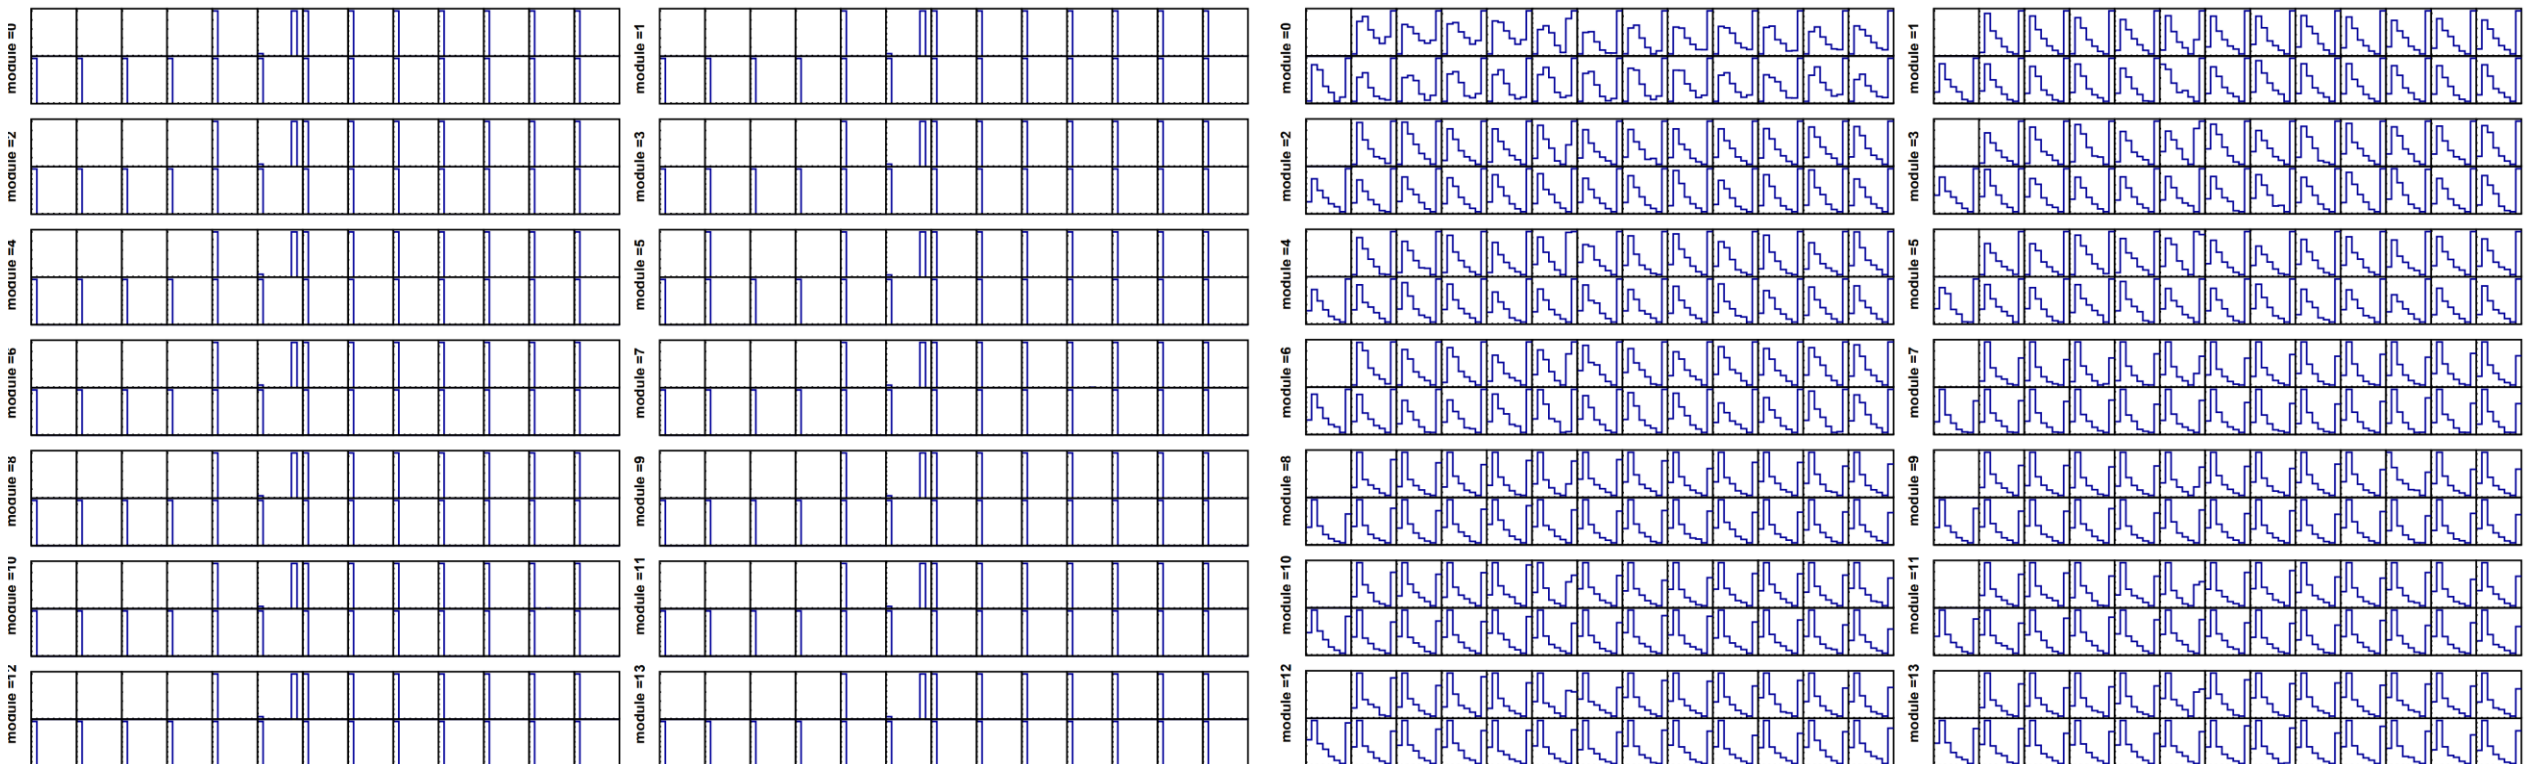 module =0
module =1
module =0
module =1
module =2
module =3
module =2
module =3
module =4
module =5
module =4
module =5
module =6
module =7
module =6
module =7
module =8
module =9
module =8
module =9
module =10
module =11
module =10
module =11
module =12
module =13
module =12
module =13